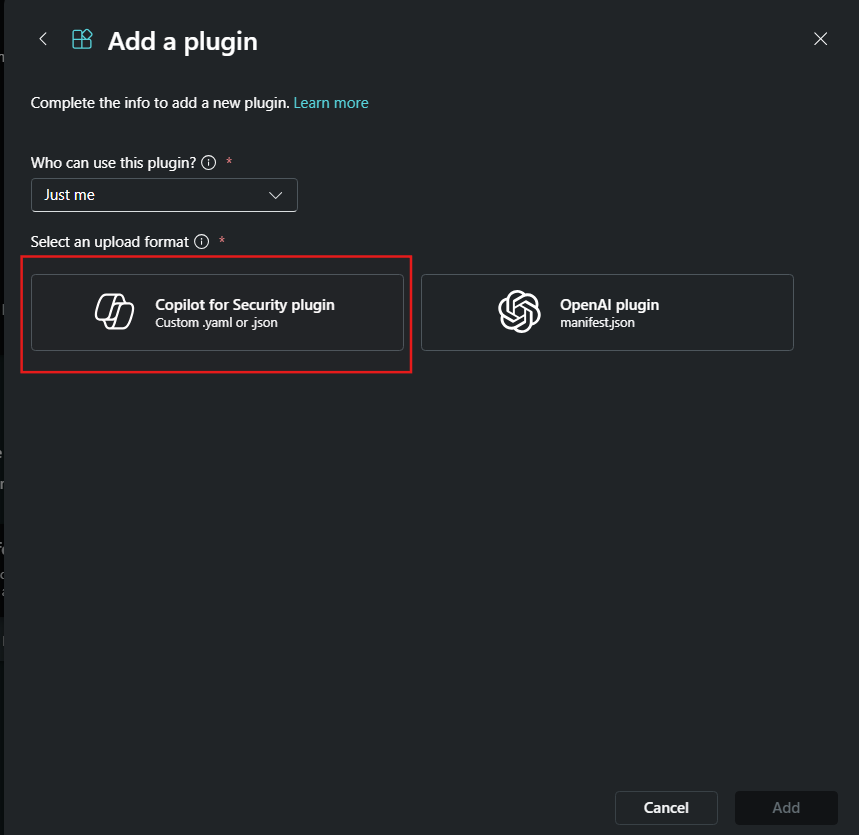 Add a plugin
Complete the info to add a new plugin. Learn more
Who can use this plugin? *
Just me
Select an upload format *
Copilot for Security plugin
Custom .yaml or .json
OpenAI plugin
manifest.json
Cancel
Add